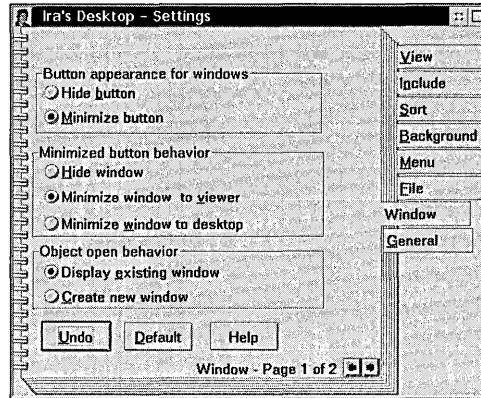 Ira's Desktop - Settings
Button appearance for windows
Hide button
Minimize button
Minimized button behavior
Hide window
Minimize window to viewer
Minimize window to desktop
Object open behavior
Display existing window
Create new window
Undo Default Help
Window - Page 1 of 2
View
Include
Sort
Background
Menu
File
Window
General